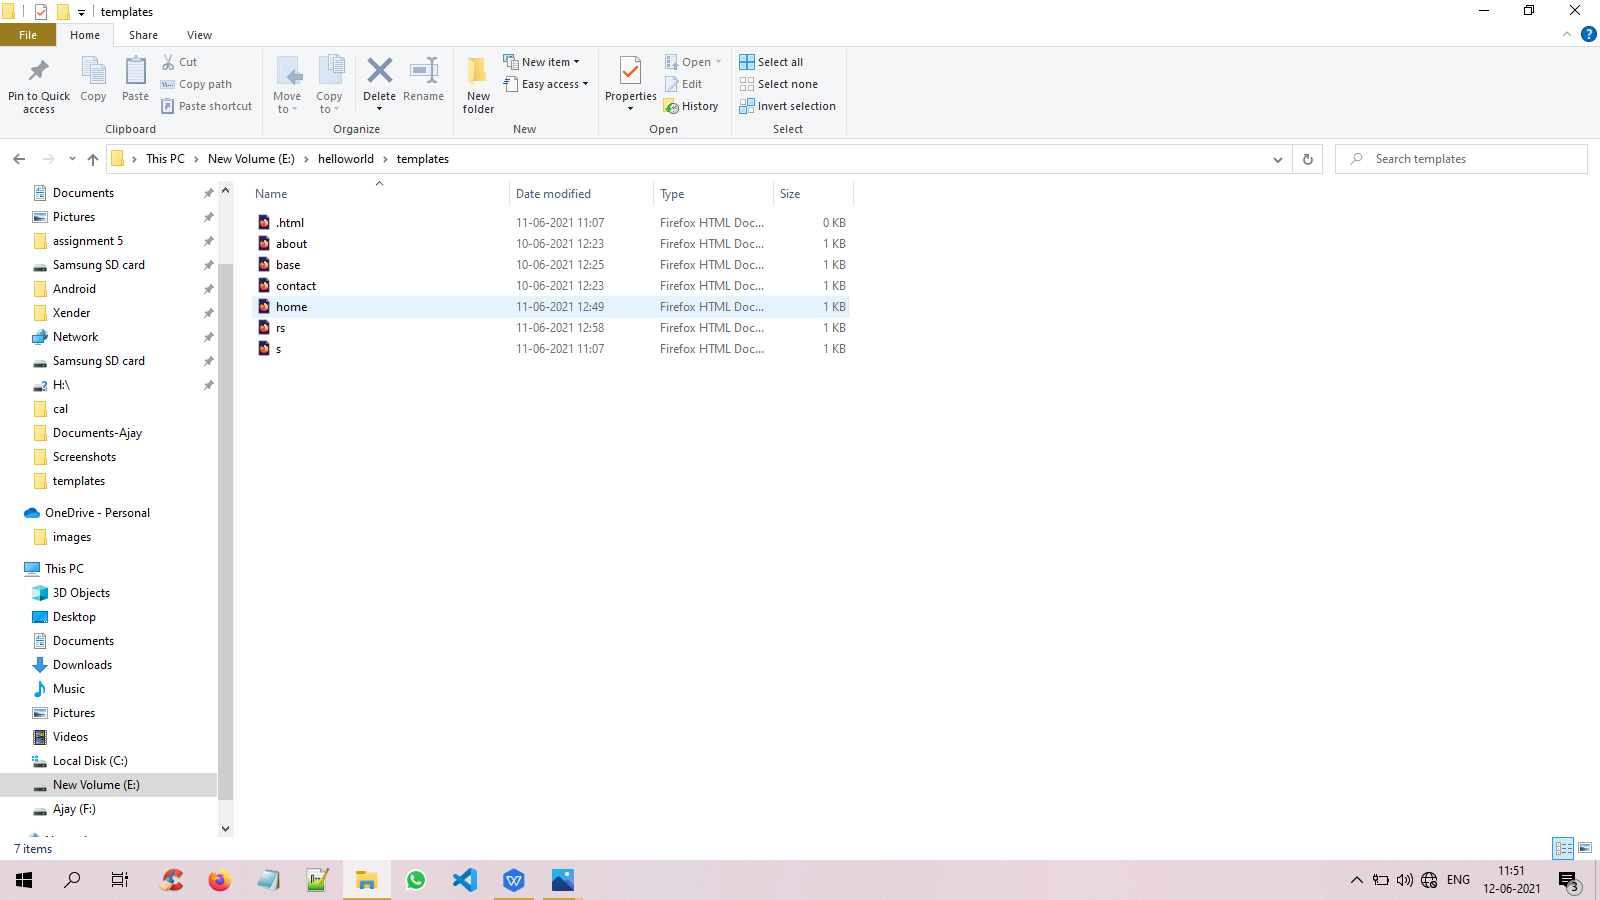 templates
File Home Share View
Pin to Quick access
Copy
Paste
Cut
Copy path
Paste shortcut
Clipboard
Move to
Copy to
Delete
Rename
Organize
New folder
New item
Easy access
New
Properties
Open
Edit
History
Open
Select all
Select none
Invert selection
Select
This PC New Volume (E:) helloworld templates
Search templates
Documents
Pictures
assignment 5
Samsung SD card
Android
Xender
Network
Samsung SD card
H:\
cal
Documents-Ajay
Screenshots
templates
OneDrive - Personal
images
This PC
3D Objects
Desktop
Documents
Downloads
Music
Pictures
Videos
Local Disk (C:)
New Volume (E:)
Ajay (F:)
Name Date modified Type Size
.html 11-06-2021 11:07 Firefox HTML Doc... 0 KB
about 10-06-2021 12:23 Firefox HTML Doc... 1 KB
base 10-06-2021 12:25 Firefox HTML Doc... 1 KB
contact 10-06-2021 12:23 Firefox HTML Doc... 1 KB
home 11-06-2021 12:49 Firefox HTML Doc... 1 KB
rs 11-06-2021 12:58 Firefox HTML Doc... 1 KB
s 11-06-2021 11:07 Firefox HTML Doc... 1 KB
7 items
ENG
11:51
12-06-2021
3